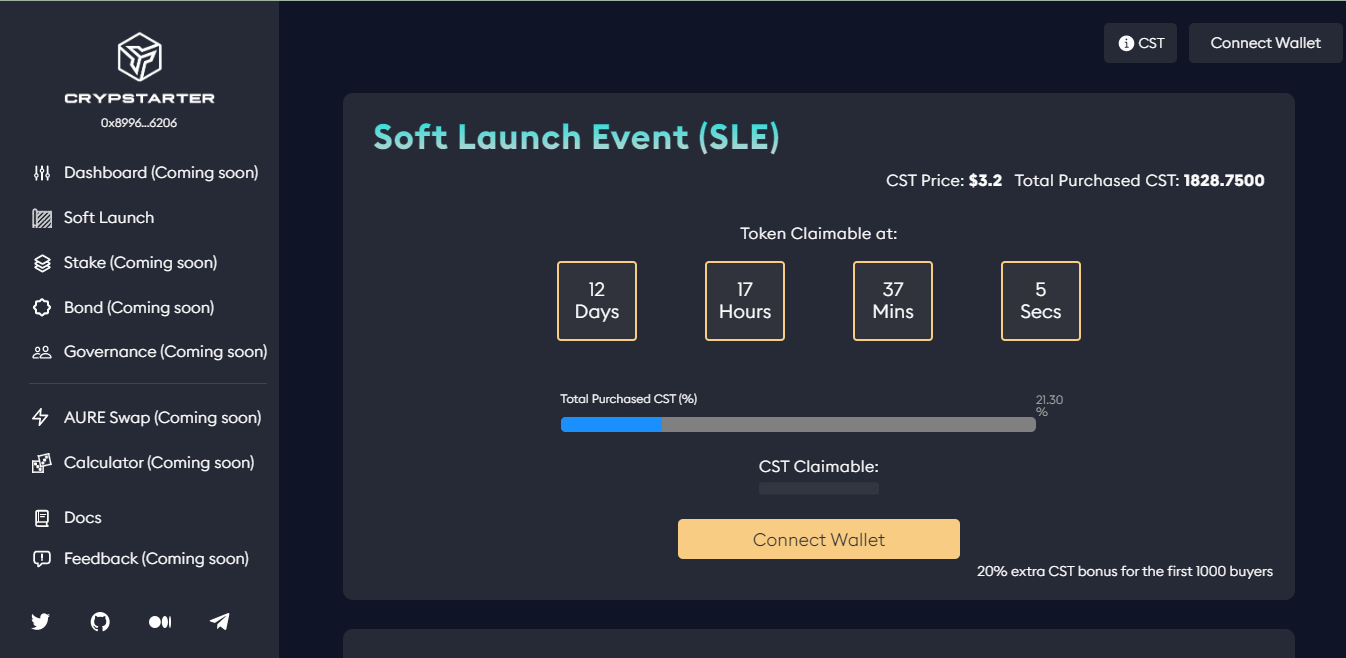 CRYPSTARTER
0x8996...6206
Dashboard (Coming soon)
Soft Launch
Stake (Coming soon)
Bond (Coming soon)
Governance (Coming soon)
AURE Swap (Coming soon)
Calculator (Coming soon)
Docs
Feedback (Coming soon)
CST
Connect Wallet
Soft Launch Event (SLE)
CST Price: $3.2 Total Purchased CST: 1828.7500
Token Claimable at:
12
Days
17
Hours
37
Mins
5
Secs
Total Purchased CST (%)
21.30
%
CST Claimable:
Connect Wallet
20% extra CST bonus for the first 1000 buyers